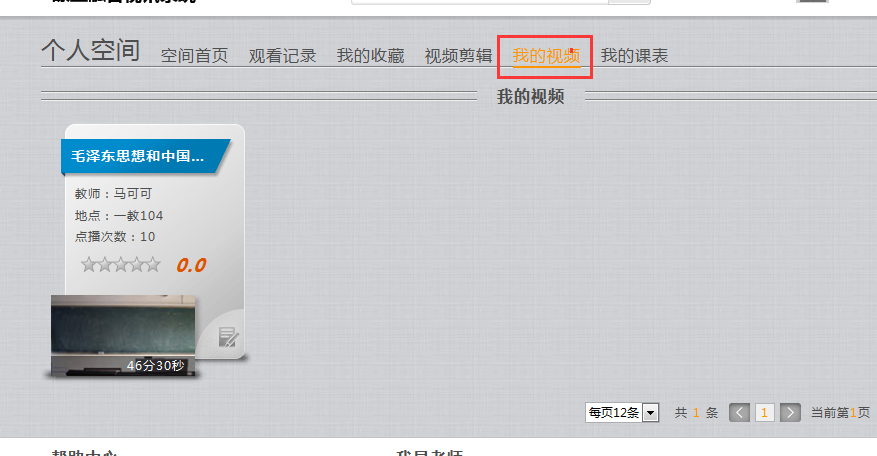 个人空间 空间首页 观看记录 我的收藏 视频剪辑 我的视频 我的课表
我的视频
毛泽东思想和中国...
教师：马可可
地点：一教104
点播次数：10
0.0
46分30秒
每页12条 共 1 条 1 当前第1页